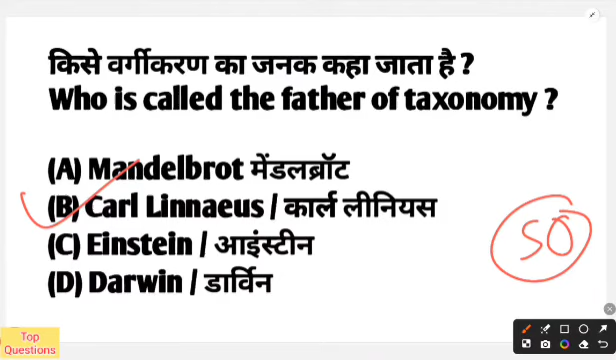 किसे वर्गीकरण का जनक कहा जाता है ?
Who is called the father of taxonomy ?
(A) Mandelbrot मेंडलब्रॉट
(B) Carl Linnaeus / कार्ल लीनियस
(C) Einstein / आइंस्टीन
(D) Darwin / डार्विन
50
Top
Questions